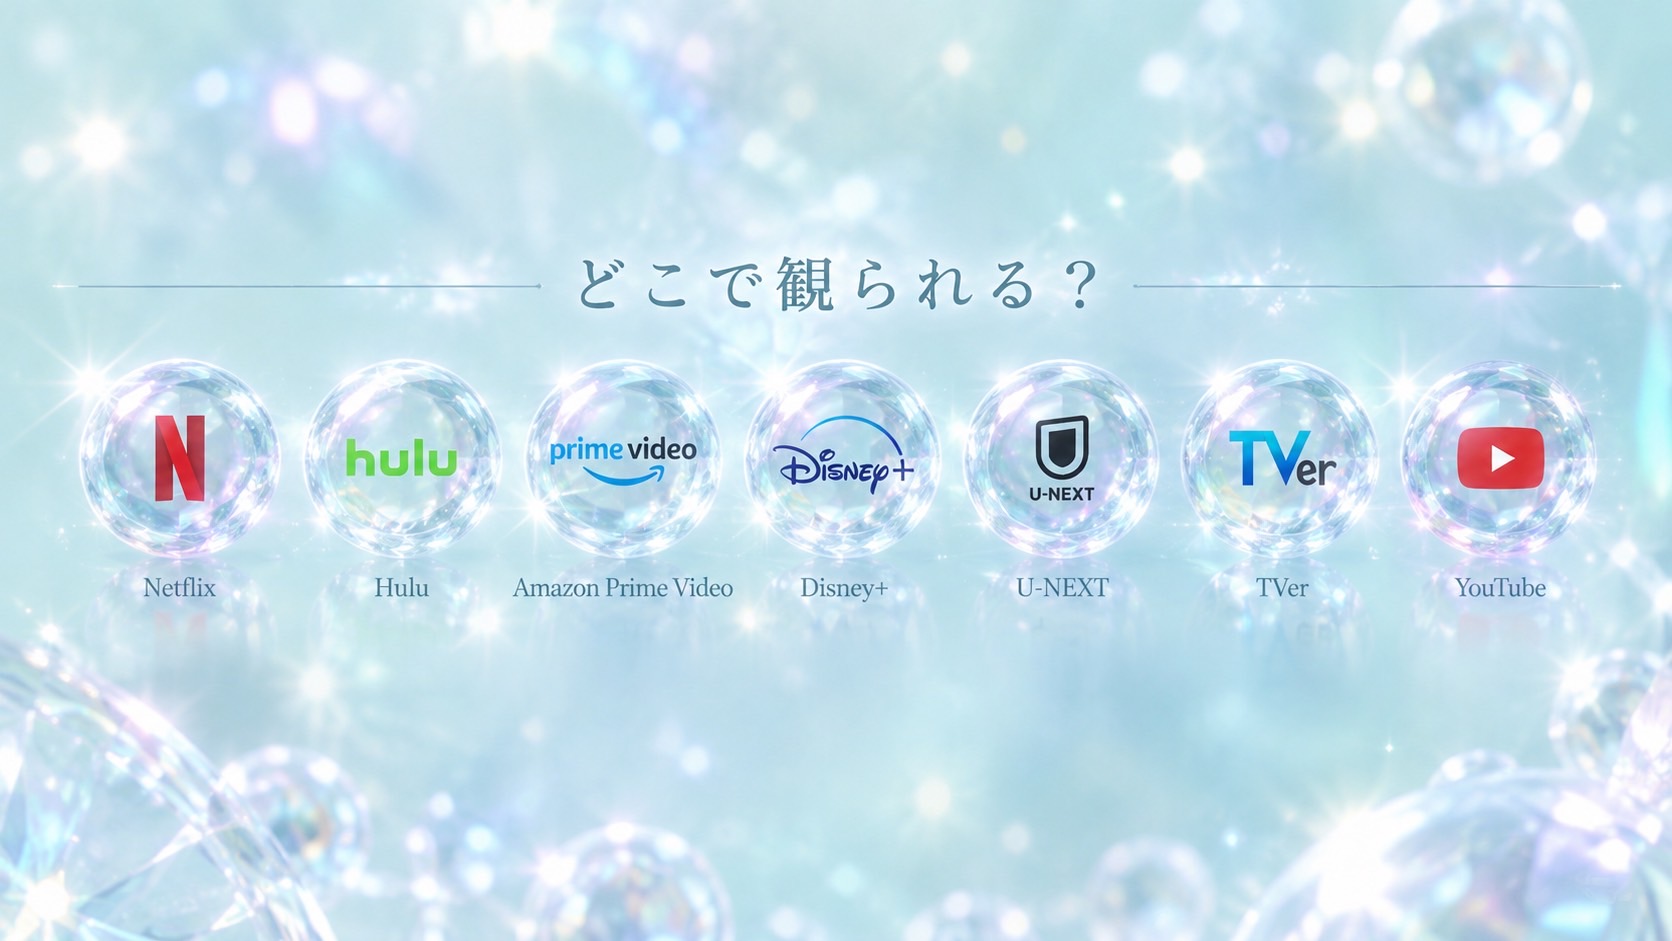 どこで観られる？
N
hulu
prime video
Disney+
U-NEXT
TVer
Netflix
Hulu
Amazon Prime Video
Disney+
U-NEXT
TVer
YouTube